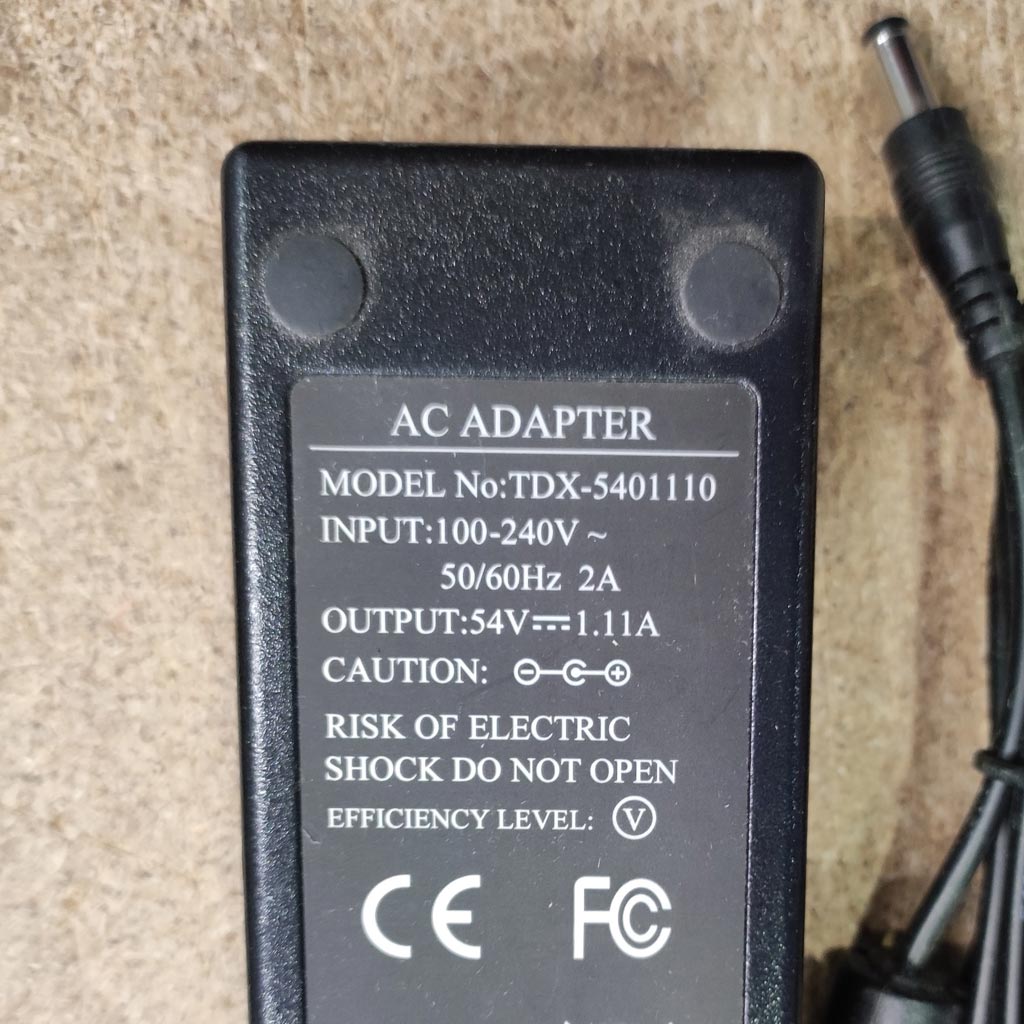 AC ADAPTER
MODEL No:TDX-5401110
INPUT:100-240V ~
50/60Hz 2A
OUTPUT:54V⎓1.11A
CAUTION:
RISK OF ELECTRIC
SHOCK DO NOT OPEN
EFFICIENCY LEVEL: Ⓥ
CE FC